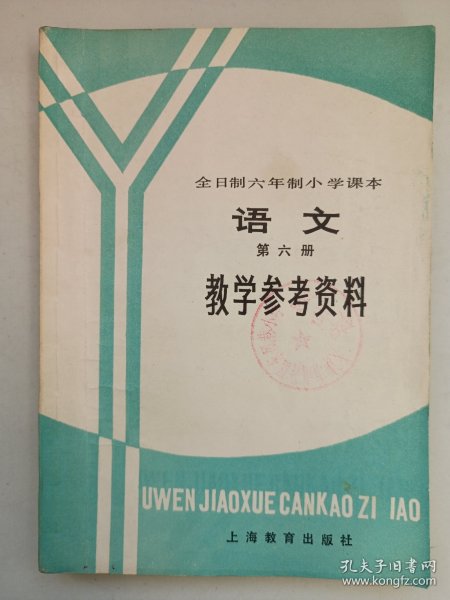 全日制六年制小学课本
语文
第六册
教学参考资料
UWEN JIAOXUE CANKAO ZI IAO
上海教育出版社
孔夫子旧书网
www.kongfz.com